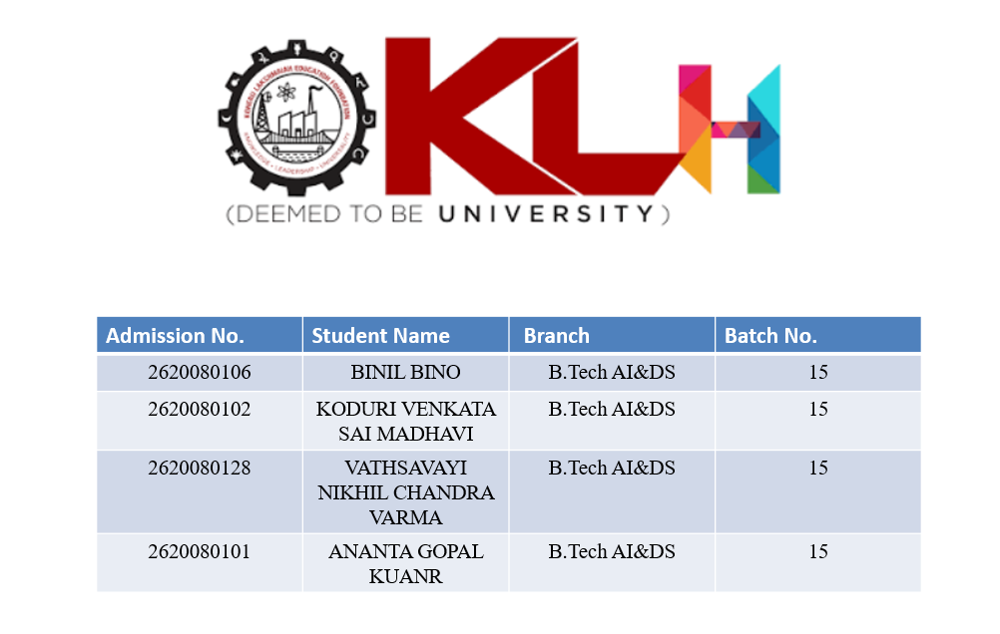 KONERU LAKSHMAIAH EDUCATION FOUNDATION
KNOWLEDGE - LEADERSHIP - UNIVERSALITY
KLH
(DEEMED TO BE UNIVERSITY)
Admission No. Student Name Branch Batch No.
2620080106 BINIL BINO B.Tech AI&DS 15
2620080102 KODURI VENKATA B.Tech AI&DS 15
SAI MADHAVI
2620080128 VATHSAVAYI B.Tech AI&DS 15
NIKHIL CHANDRA
VARMA
2620080101 ANANTA GOPAL B.Tech AI&DS 15
KUANR